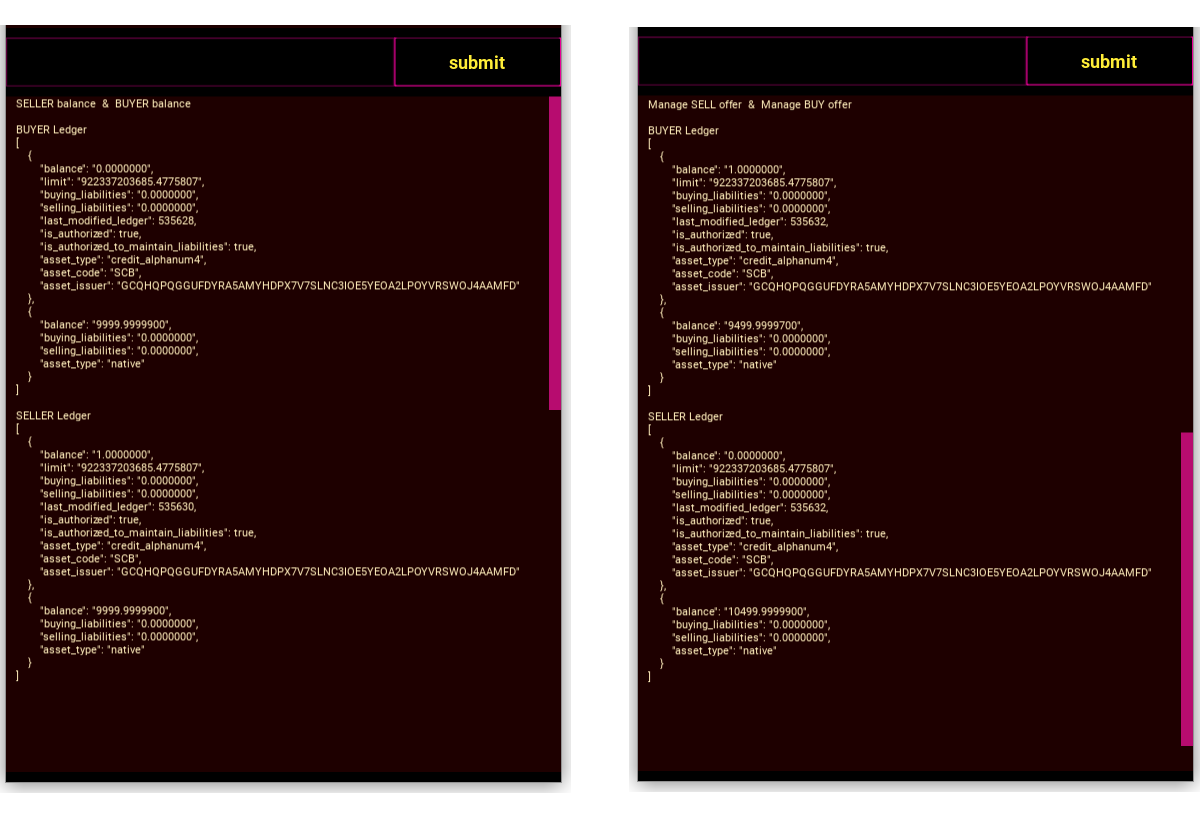 submit
SELLER balance & BUYER balance
BUYER Ledger
[
{
"balance": "0.0000000",
"limit": "922337203685.4775807",
"buying_liabilities": "0.0000000",
"selling_liabilities": "0.0000000",
"last_modified_ledger": 535628,
"is_authorized": true,
"is_authorized_to_maintain_liabilities": true,
"asset_type": "credit_alphanum4",
"asset_code": "SCB",
"asset_issuer": "GCQHQPQGGUFDYRA5AMYHDPX7V7SLNC3IOE5YEOA2LPOYVRSWOJ4AAMFD"
},
{
"balance": "9999.9999900",
"buying_liabilities": "0.0000000",
"selling_liabilities": "0.0000000",
"asset_type": "native"
}
]
SELLER Ledger
[
{
"balance": "1.0000000",
"limit": "922337203685.4775807",
"buying_liabilities": "0.0000000",
"selling_liabilities": "0.0000000",
"last_modified_ledger": 535630,
"is_authorized": true,
"is_authorized_to_maintain_liabilities": true,
"asset_type": "credit_alphanum4",
"asset_code": "SCB",
"asset_issuer": "GCQHQPQGGUFDYRA5AMYHDPX7V7SLNC3IOE5YEOA2LPOYVRSWOJ4AAMFD"
},
{
"balance": "9999.9999900",
"buying_liabilities": "0.0000000",
"selling_liabilities": "0.0000000",
"asset_type": "native"
}
]
submit
Manage SELL offer & Manage BUY offer
BUYER Ledger
[
{
"balance": "1.0000000",
"limit": "922337203685.4775807",
"buying_liabilities": "0.0000000",
"selling_liabilities": "0.0000000",
"last_modified_ledger": 535632,
"is_authorized": true,
"is_authorized_to_maintain_liabilities": true,
"asset_type": "credit_alphanum4",
"asset_code": "SCB",
"asset_issuer": "GCQHQPQGGUFDYRA5AMYHDPX7V7SLNC3IOE5YEOA2LPOYVRSWOJ4AAMFD"
},
{
"balance": "9499.9999700",
"buying_liabilities": "0.0000000",
"selling_liabilities": "0.0000000",
"asset_type": "native"
}
]
SELLER Ledger
[
{
"balance": "0.0000000",
"limit": "922337203685.4775807",
"buying_liabilities": "0.0000000",
"selling_liabilities": "0.0000000",
"last_modified_ledger": 535632,
"is_authorized": true,
"is_authorized_to_maintain_liabilities": true,
"asset_type": "credit_alphanum4",
"asset_code": "SCB",
"asset_issuer": "GCQHQPQGGUFDYRA5AMYHDPX7V7SLNC3IOE5YEOA2LPOYVRSWOJ4AAMFD"
},
{
"balance": "10499.9999900",
"buying_liabilities": "0.0000000",
"selling_liabilities": "0.0000000",
"asset_type": "native"
}
]